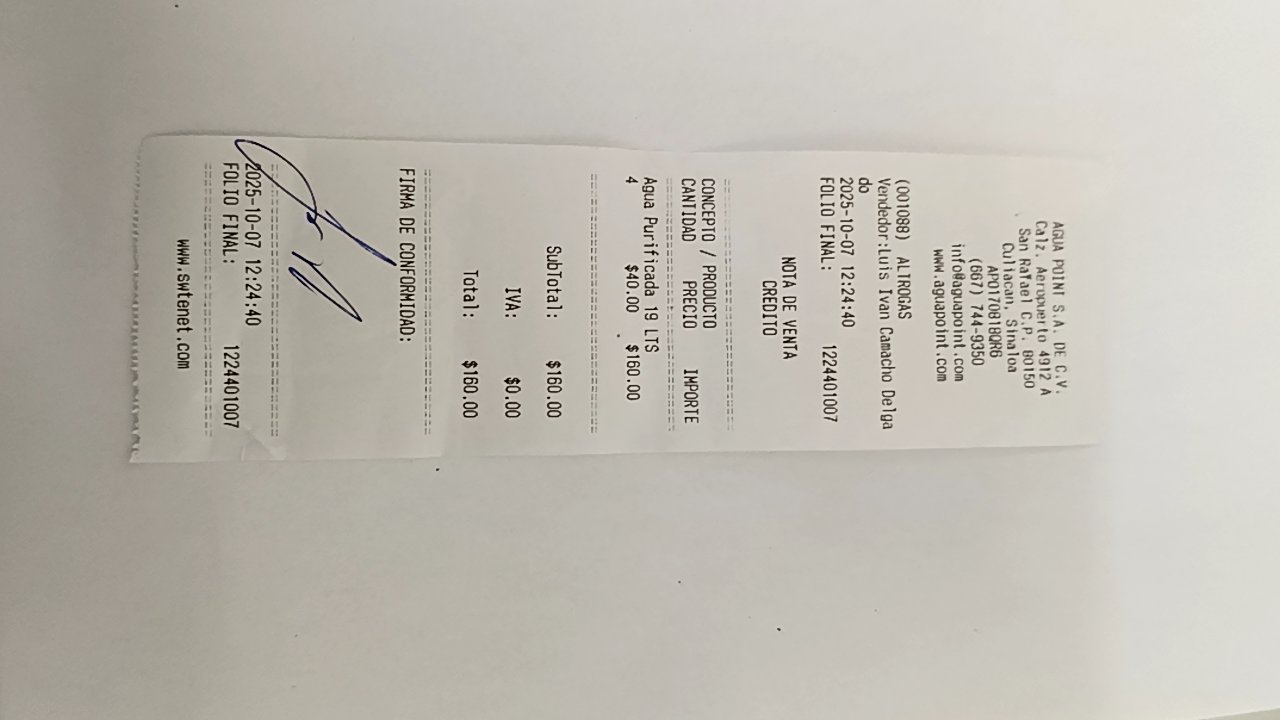 AGUA POINT S.A. DE C.V.
Calz. Aeropuerto 4912 A
San Rafael C.P. 80150
Culiacan, Sinaloa
APO170818QR6
(667) 744-9350
info@aguapoint.com
www.aguapoint.com
(001088) ALTROGAS
Vendedor:Luis Ivan Camacho Delga
do
2025-10-07 12:24:40
FOLIO FINAL: 1224401007
NOTA DE VENTA
CREDITO
CONCEPTO / PRODUCTO
CANTIDAD PRECIO IMPORTE
Agua Purificada 19 LTS
4 $40.00 $160.00
SubTotal: $160.00
IVA: $0.00
Total: $160.00
FIRMA DE CONFORMIDAD:
2025-10-07 12:24:40
FOLIO FINAL: 1224401007
www.swtenet.com